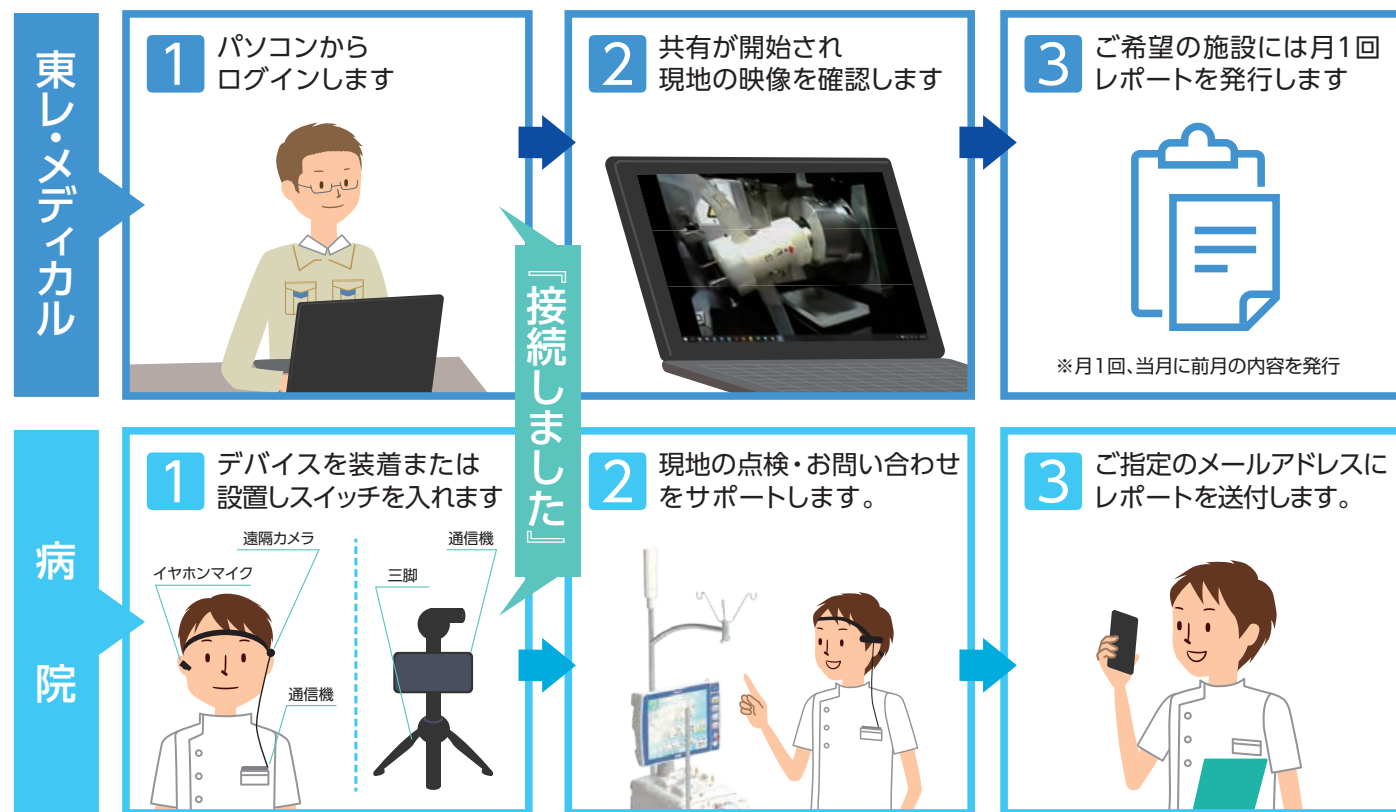 東レ・メディカル
1
パソコンから
ログインします
2
共有が開始され
現地の映像を確認します
3
ご希望の施設には月1回
レポートを発行します
※月1回、当月に前月の内容を発行
『接続しました』
病院
1
デバイスを装着または
設置しスイッチを入れます
遠隔カメラ
イヤホンマイク
通信機
通信機
三脚
2
現地の点検・お問い合わせ
をサポートします。
3
ご指定のメールアドレスに
レポートを送付します。